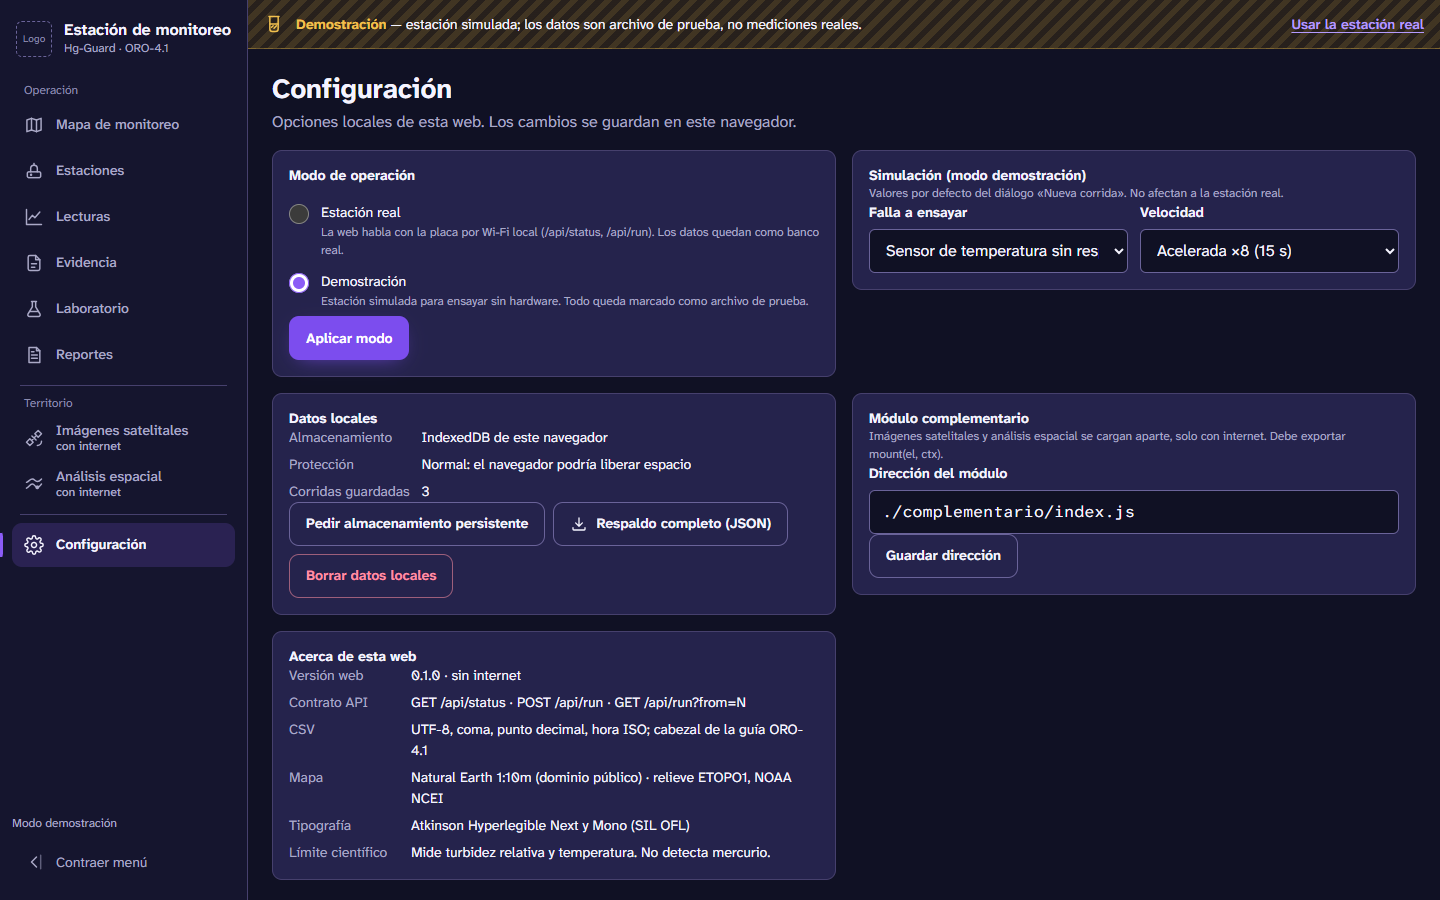 Logo
Estación de monitoreo
Hg-Guard · ORO-4.1
Operación
Mapa de monitoreo
Estaciones
Lecturas
Evidencia
Laboratorio
Reportes
Territorio
Imágenes satelitales
con internet
Análisis espacial
con internet
Configuración
Modo demostración
Contraer menú
Demostración — estación simulada; los datos son archivo de prueba, no mediciones reales.
Usar la estación real
Configuración
Opciones locales de esta web. Los cambios se guardan en este navegador.
Modo de operación
Estación real
La web habla con la placa por Wi-Fi local (/api/status, /api/run). Los datos quedan como banco
real.
Demostración
Estación simulada para ensayar sin hardware. Todo queda marcado como archivo de prueba.
Aplicar modo
Simulación (modo demostración)
Valores por defecto del diálogo «Nueva corrida». No afectan a la estación real.
Falla a ensayar
Velocidad
Sensor de temperatura sin res
Acelerada ×8 (15 s)
Datos locales
Almacenamiento IndexedDB de este navegador
Protección Normal: el navegador podría liberar espacio
Corridas guardadas 3
Pedir almacenamiento persistente
Respaldo completo (JSON)
Borrar datos locales
Módulo complementario
Imágenes satelitales y análisis espacial se cargan aparte, solo con internet. Debe exportar
mount(el, ctx).
Dirección del módulo
./complementario/index.js
Guardar dirección
Acerca de esta web
Versión web 0.1.0 · sin internet
Contrato API GET /api/status · POST /api/run · GET /api/run?from=N
CSV UTF-8, coma, punto decimal, hora ISO; cabezal de la guía ORO-
4.1
Mapa Natural Earth 1:10m (dominio público) · relieve ETOPO1, NOAA
NCEI
Tipografía Atkinson Hyperlegible Next y Mono (SIL OFL)
Límite científico Mide turbidez relativa y temperatura. No detecta mercurio.